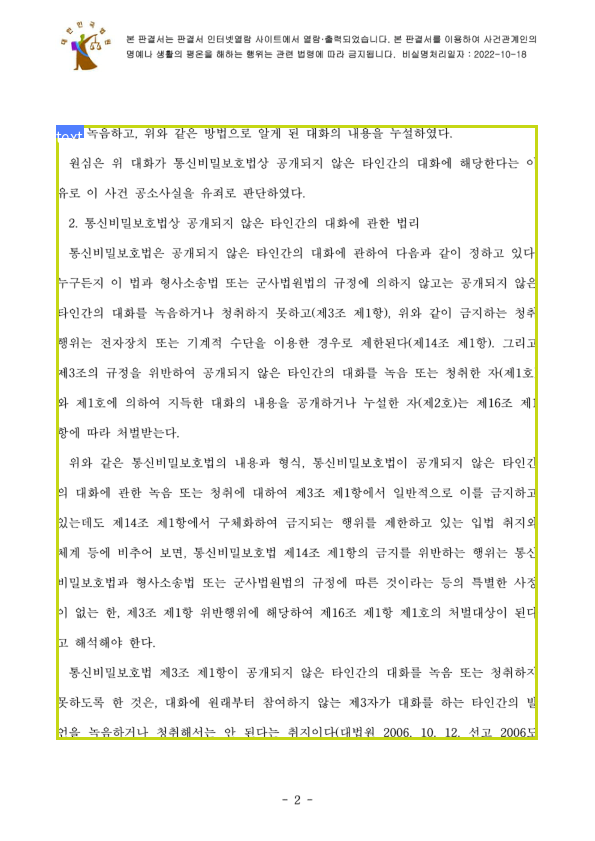 대한민국법원
본 판결서는 판결서 인터넷열람 사이트에서 열람·출력되었습니다. 본 판결서를 이용하여 사건관계인의
명예나 생활의 평온을 해하는 행위는 관련 법령에 따라 금지됩니다. 비실명처리일자 : 2022-10-18
text 녹음하고, 위와 같은 방법으로 알게 된 대화의 내용을 누설하였다.
원심은 위 대화가 통신비밀보호법상 공개되지 않은 타인간의 대화에 해당한다는 이
유로 이 사건 공소사실을 유죄로 판단하였다.
2. 통신비밀보호법상 공개되지 않은 타인간의 대화에 관한 법리
통신비밀보호법은 공개되지 않은 타인간의 대화에 관하여 다음과 같이 정하고 있다
누구든지 이 법과 형사소송법 또는 군사법원법의 규정에 의하지 않고는 공개되지 않은
타인간의 대화를 녹음하거나 청취하지 못하고(제3조 제1항), 위와 같이 금지하는 청취
행위는 전자장치 또는 기계적 수단을 이용한 경우로 제한된다(제14조 제1항). 그리고
제3조의 규정을 위반하여 공개되지 않은 타인간의 대화를 녹음 또는 청취한 자(제1호
와 제1호에 의하여 지득한 대화의 내용을 공개하거나 누설한 자(제2호)는 제16조 제1
항에 따라 처벌받는다.
위와 같은 통신비밀보호법의 내용과 형식, 통신비밀보호법이 공개되지 않은 타인간
의 대화에 관한 녹음 또는 청취에 대하여 제3조 제1항에서 일반적으로 이를 금지하고
있는데도 제14조 제1항에서 구체화하여 금지되는 행위를 제한하고 있는 입법 취지와
체계 등에 비추어 보면, 통신비밀보호법 제14조 제1항의 금지를 위반하는 행위는 통신
비밀보호법과 형사소송법 또는 군사법원법의 규정에 따른 것이라는 등의 특별한 사정
이 없는 한, 제3조 제1항 위반행위에 해당하여 제16조 제1항 제1호의 처벌대상이 된다
고 해석해야 한다.
통신비밀보호법 제3조 제1항이 공개되지 않은 타인간의 대화를 녹음 또는 청취하지
못하도록 한 것은, 대화에 원래부터 참여하지 않는 제3자가 대화를 하는 타인간의 발
언을 녹음하거나 청취해서는 안 된다는 취지이다(대법원 2006. 10. 12. 선고 2006도
- 2 -